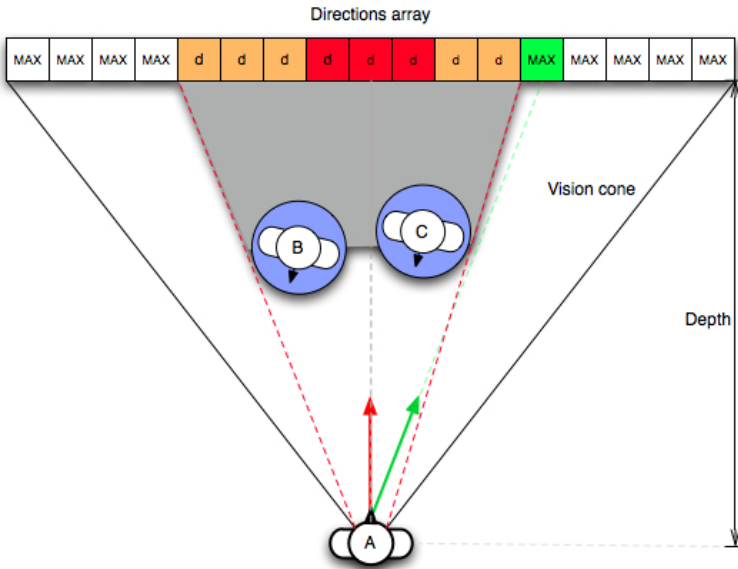 Directions array
MAX MAX MAX MAX d d d d d d d d MAX MAX MAX MAX MAX
Vision cone
B C
Depth
A